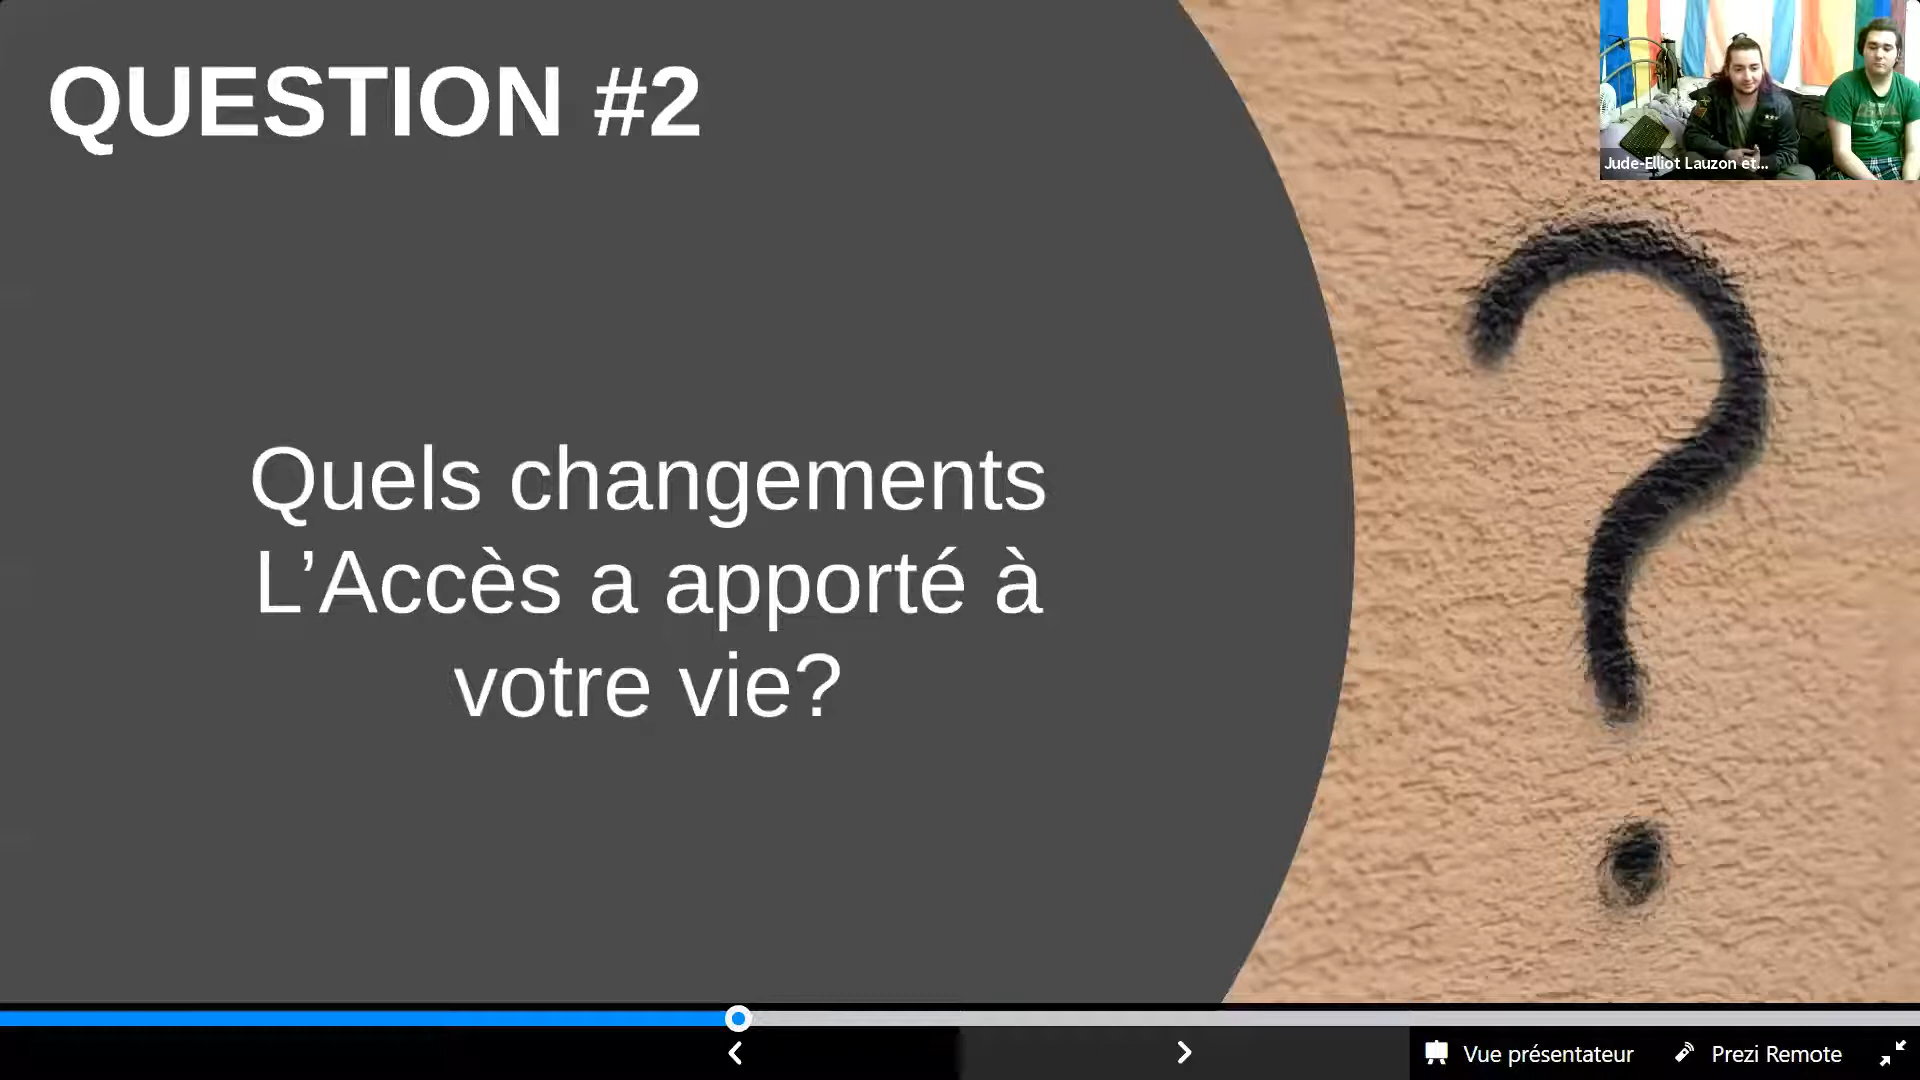 QUESTION #2
Jude-Elliot Lauzon et...
Quels changements
L’Accès a apporté à
votre vie?
Vue présentateur
Prezi Remote